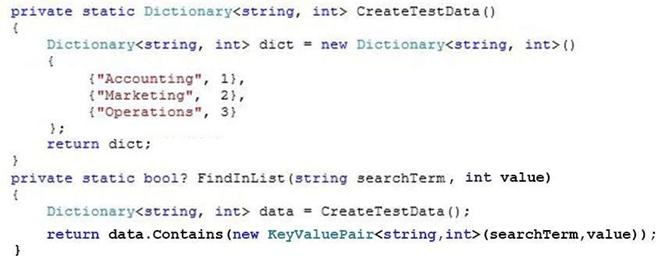 private static Dictionary<string, int> CreateTestData()
{
Dictionary<string, int> dict = new Dictionary<string, int>()
{
{"Accounting", 1},
{"Marketing", 2},
{"Operations", 3}
};
return dict;
}
private static bool? FindInList(string searchTerm, int value)
{
Dictionary<string, int> data = CreateTestData();
return data.Contains(new KeyValuePair<string,int>(searchTerm,value));
}